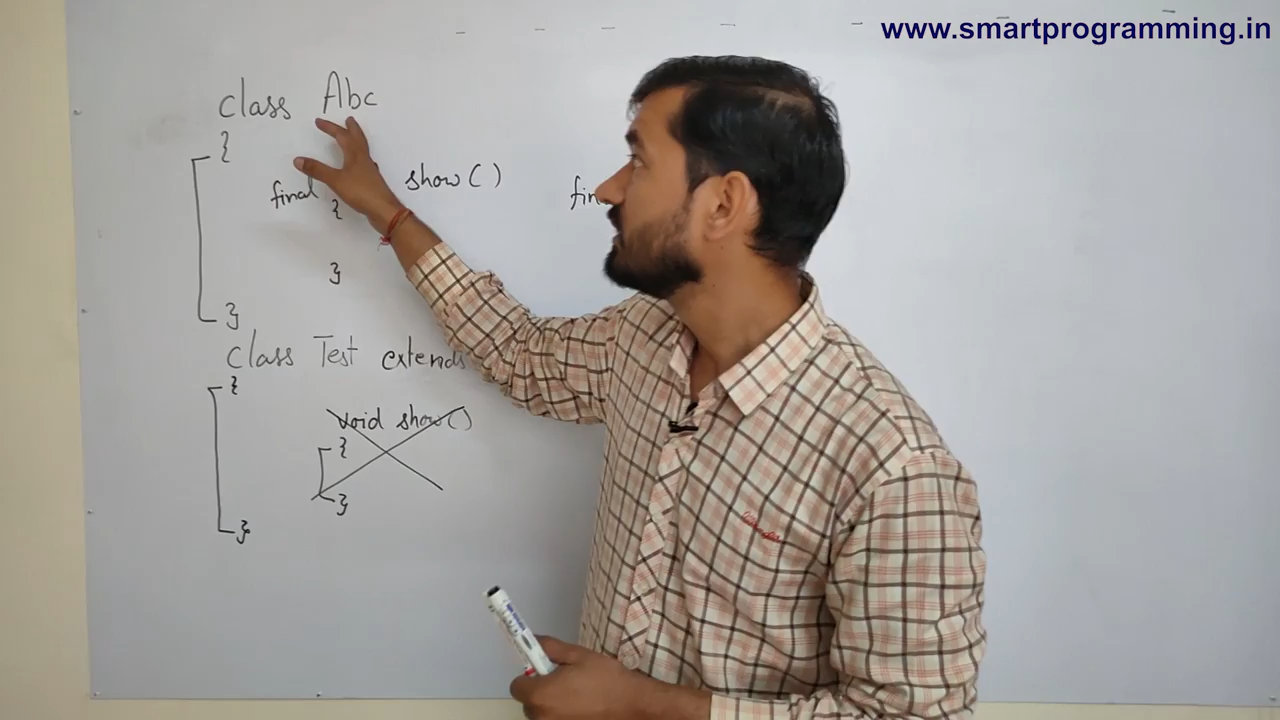 www.smartprogramming.in
class Abc
{
final show()
{
}
}
class Test extends
{
void show()
{
}
}